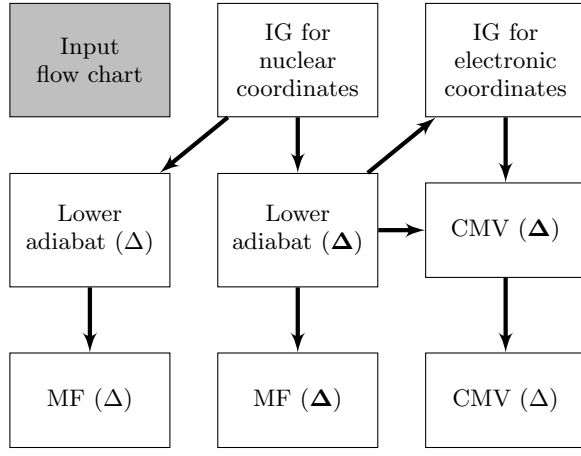 Input
flow chart
IG for
nuclear
coordinates
IG for
electronic
coordinates
Lower
adiabat (Δ)
Lower
adiabat (𝚫)
CMV (𝚫)
MF (Δ)
MF (𝚫)
CMV (Δ)